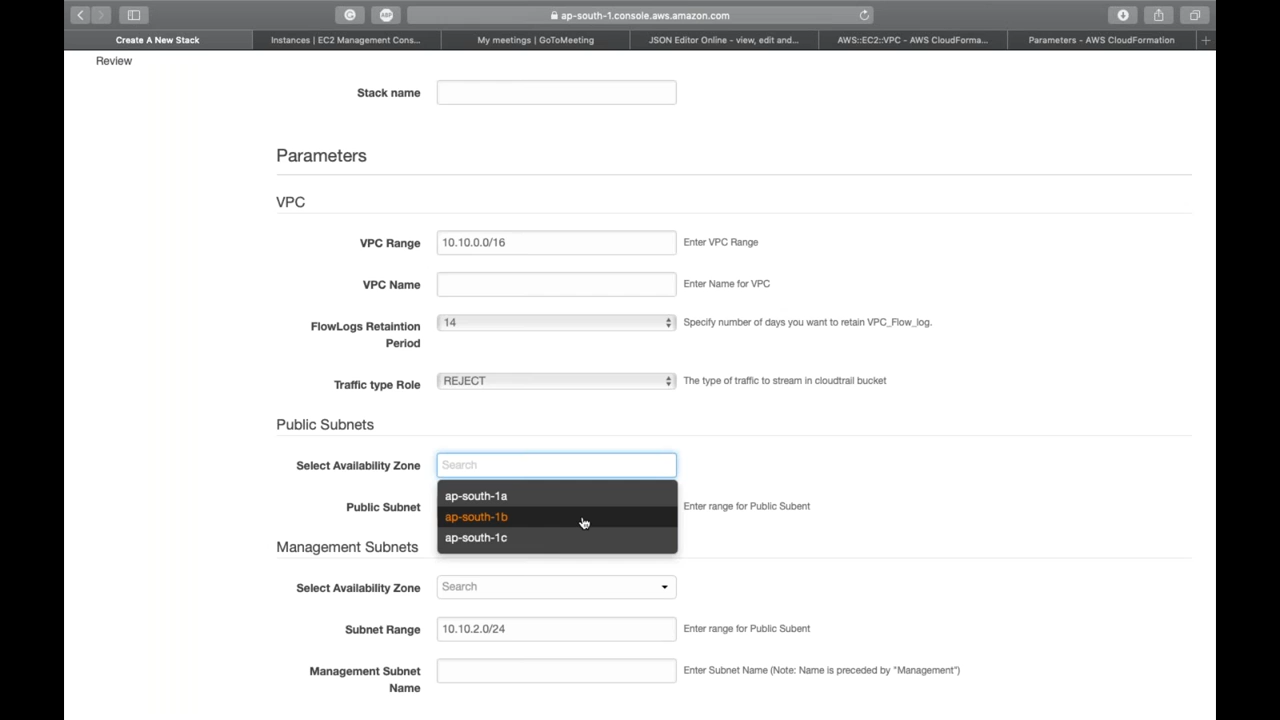 ap-south-1.console.aws.amazon.com
ABP
Create A New Stack
Instances | EC2 Management Cons...
My meetings | GoToMeeting
JSON Editor Online - view, edit and...
AWS::EC2::VPC - AWS CloudForma...
Parameters - AWS CloudFormation
Review
Stack name
Parameters
VPC
VPC Range 10.10.0.0/16 Enter VPC Range
VPC Name Enter Name for VPC
FlowLogs Retaintion 14 Specify number of days you want to retain VPC_Flow_log.
Period
Traffic type Role REJECT The type of traffic to stream in cloudtrail bucket
Public Subnets
Select Availability Zone Search
ap-south-1a
Public Subnet ap-south-1b Enter range for Public Subent
ap-south-1c
Management Subnets
Select Availability Zone Search
Subnet Range 10.10.2.0/24 Enter range for Public Subent
Management Subnet Enter Subnet Name (Note: Name is preceded by "Management")
Name